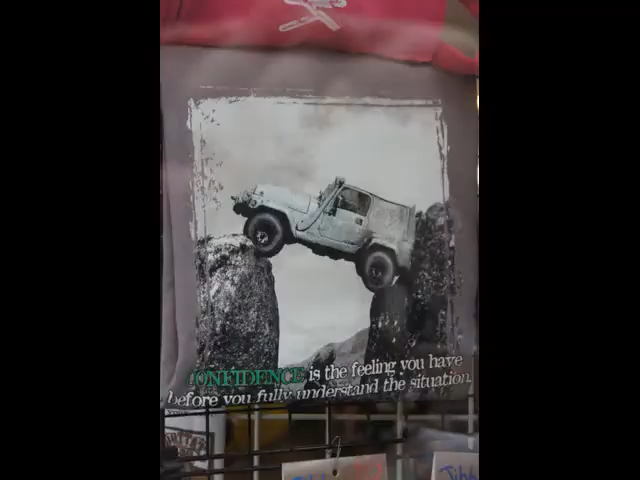 CONFIDENCE is the feeling you have
before you fully understand the situation.